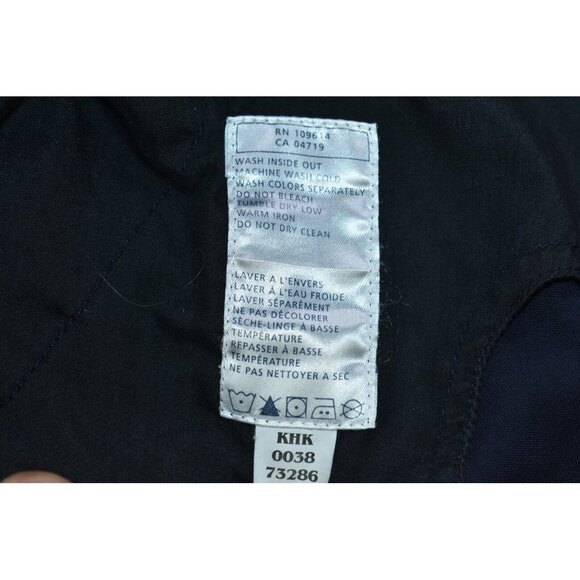 RN 109614
CA 04719
WASH INSIDE OUT
MACHINE WASH COLD
WASH COLORS SEPARATELY
DO NOT BLEACH
TUMBLE DRY LOW
WARM IRON
DO NOT DRY CLEAN
LAVER A L'ENVERS
LAVER À L'EAU FROIDE
LAVER SÉPARÉMENT
NE PAS DÉCOLORER
SÈCHE-LINGE À BASSE
TEMPÉRATURE
REPASSER À BASSE
TEMPÉRATURE
NE PAS NETTOYER A SEC
KHK
0038
73286